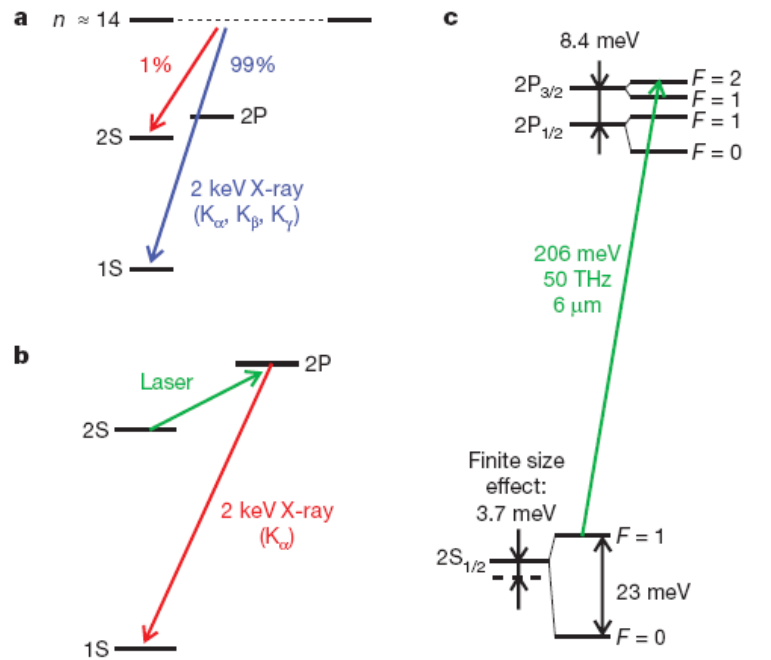 a
n ≈ 14
1%
99%
2P
2S
2 keV X-ray
(Kα, Kβ, Kγ)
1S
b
2P
Laser
2S
2 keV X-ray
(Kα)
1S
c
8.4 meV
2P3/2
F = 2
F = 1
2P1/2
F = 1
F = 0
206 meV
50 THz
6 μm
Finite size
effect:
3.7 meV
F = 1
2S1/2
23 meV
F = 0